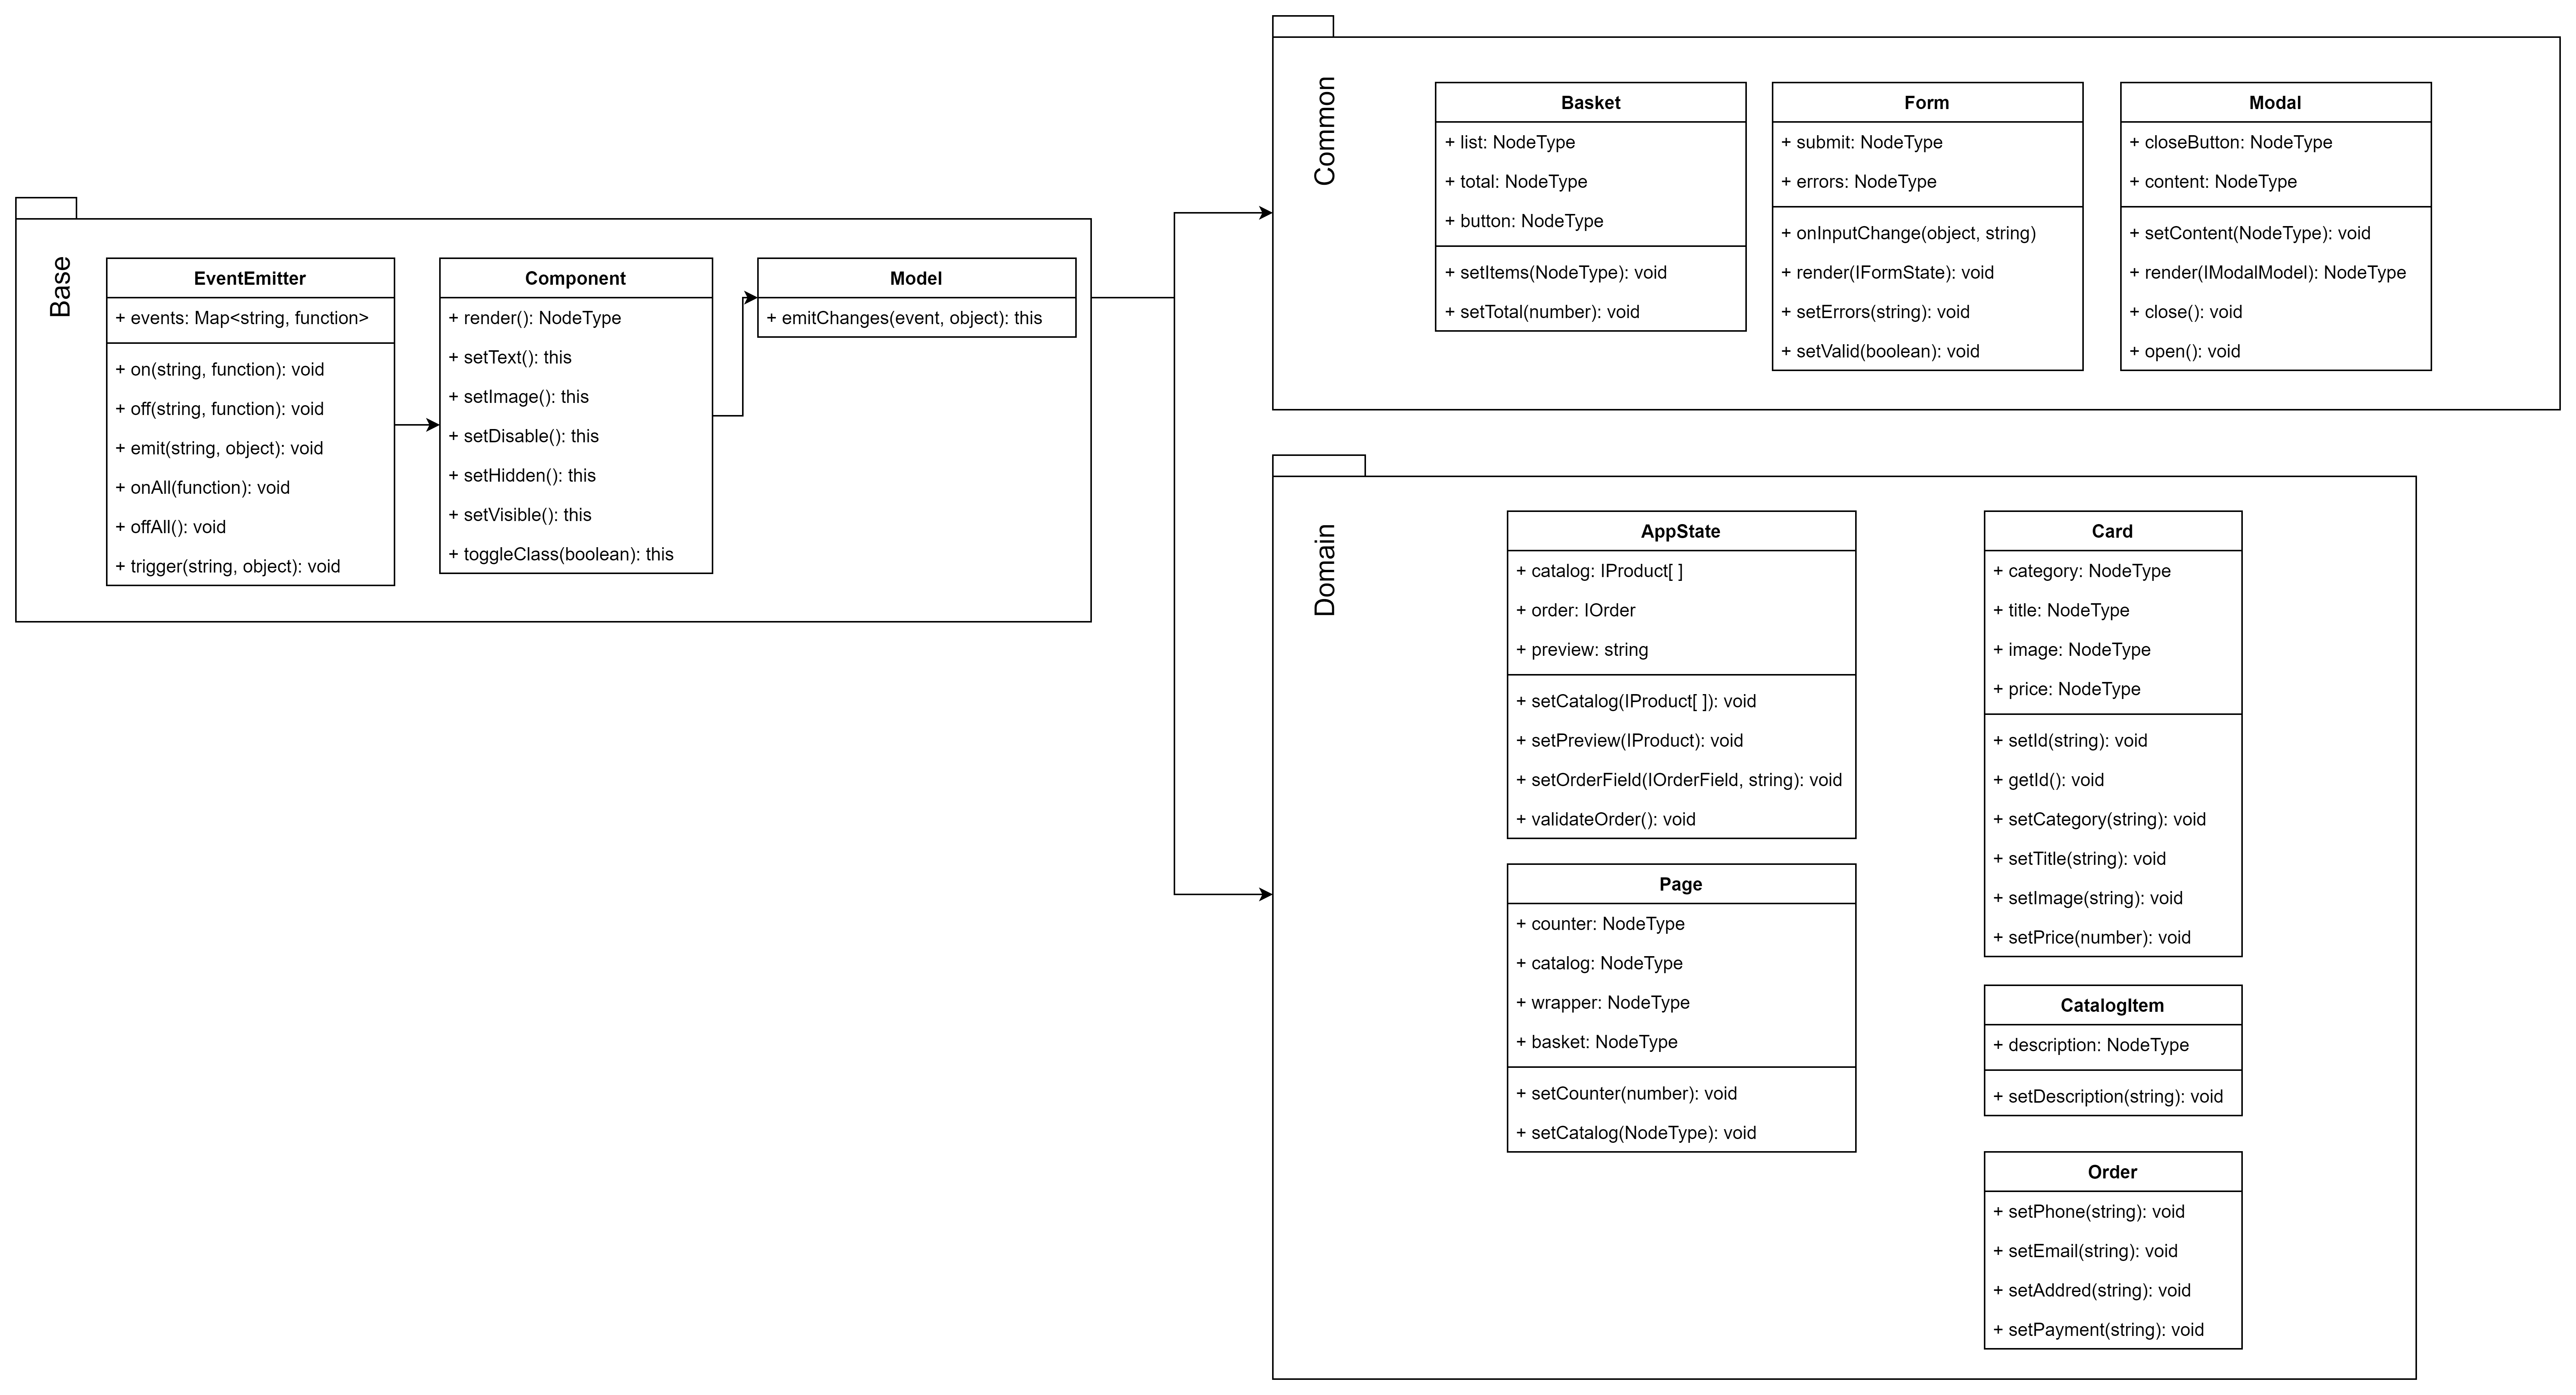 Base
EventEmitter
+ events: Map<string, function>
+ on(string, function): void
+ off(string, function): void
+ emit(string, object): void
+ onAll(function): void
+ offAll(): void
+ trigger(string, object): void
Component
+ render(): NodeType
+ setText(): this
+ setImage(): this
+ setDisable(): this
+ setHidden(): this
+ setVisible(): this
+ toggleClass(boolean): this
Model
+ emitChanges(event, object): this
Common
Basket
+ list: NodeType
+ total: NodeType
+ button: NodeType
+ setItems(NodeType): void
+ setTotal(number): void
Form
+ submit: NodeType
+ errors: NodeType
+ onInputChange(object, string)
+ render(IFormState): void
+ setErrors(string): void
+ setValid(boolean): void
Modal
+ closeButton: NodeType
+ content: NodeType
+ setContent(NodeType): void
+ render(IModalModel): NodeType
+ close(): void
+ open(): void
Domain
AppState
+ catalog: IProduct[ ]
+ order: IOrder
+ preview: string
+ setCatalog(IProduct[ ]): void
+ setPreview(IProduct): void
+ setOrderField(IOrderField, string): void
+ validateOrder(): void
Page
+ counter: NodeType
+ catalog: NodeType
+ wrapper: NodeType
+ basket: NodeType
+ setCounter(number): void
+ setCatalog(NodeType): void
Card
+ category: NodeType
+ title: NodeType
+ image: NodeType
+ price: NodeType
+ setId(string): void
+ getId(): void
+ setCategory(string): void
+ setTitle(string): void
+ setImage(string): void
+ setPrice(number): void
CatalogItem
+ description: NodeType
+ setDescription(string): void
Order
+ setPhone(string): void
+ setEmail(string): void
+ setAddred(string): void
+ setPayment(string): void